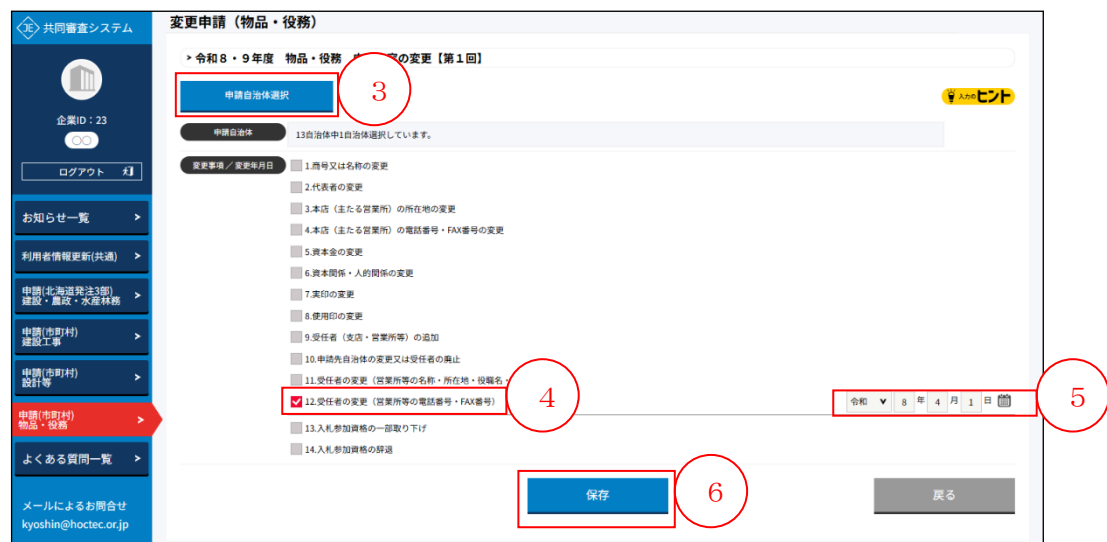 JE 共同審査システム
企業ID:23
○○
ログアウト
お知らせ一覧 >
利用者情報更新(共通) >
申請(北海道発注3部)
建設・農政・水産林務 >
申請(市町村)
建設工事 >
申請(市町村)
設計等 >
申請(市町村)
物品・役務 >
よくある質問一覧 >
メールによるお問合せ
kyoshin@hoctec.or.jp
変更申請(物品・役務)
> 令和8・9年度 物品・役務 の変更【第1回】
申請自治体選択
3
入力のヒント
申請自治体 13自治体中1自治体選択しています。
変更事項/変更年月日 1.商号又は名称の変更
2.代表者の変更
3.本店(主たる営業所)の所在地の変更
4.本店(主たる営業所)の電話番号・FAX番号の変更
5.資本金の変更
6.資本関係・人的関係の変更
7.実印の変更
8.使用印の変更
9.受任者(支店・営業所等)の追加
10.申請先自治体の変更又は受任者の廃止
11.受任者の変更(営業所等の名称・所在地・役職名・
12.受任者の変更(営業所等の電話番号・FAX番号) 4 令和 8 年 4 月 1 日 5
13.入札参加資格の一部取り下げ
14.入札参加資格の辞退
保存 6 戻る